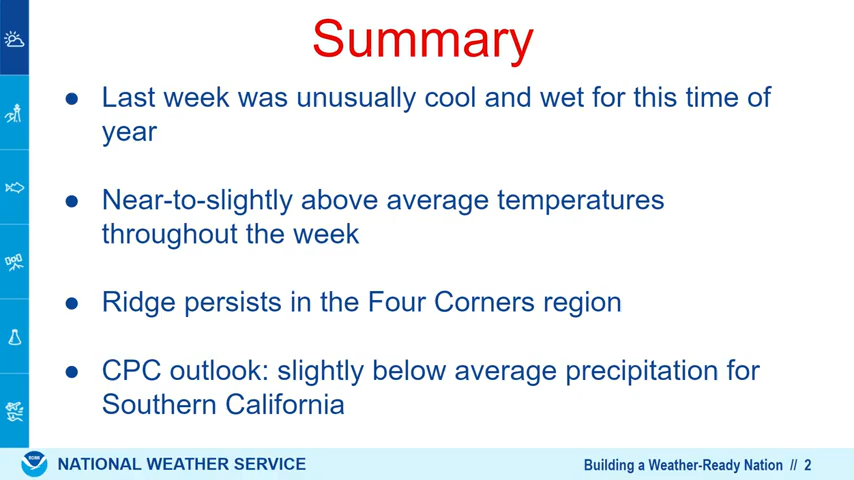 Summary
● Last week was unusually cool and wet for this time of
year
● Near-to-slightly above average temperatures
throughout the week
● Ridge persists in the Four Corners region
● CPC outlook: slightly below average precipitation for
Southern California
NATIONAL WEATHER SERVICE
Building a Weather-Ready Nation // 2